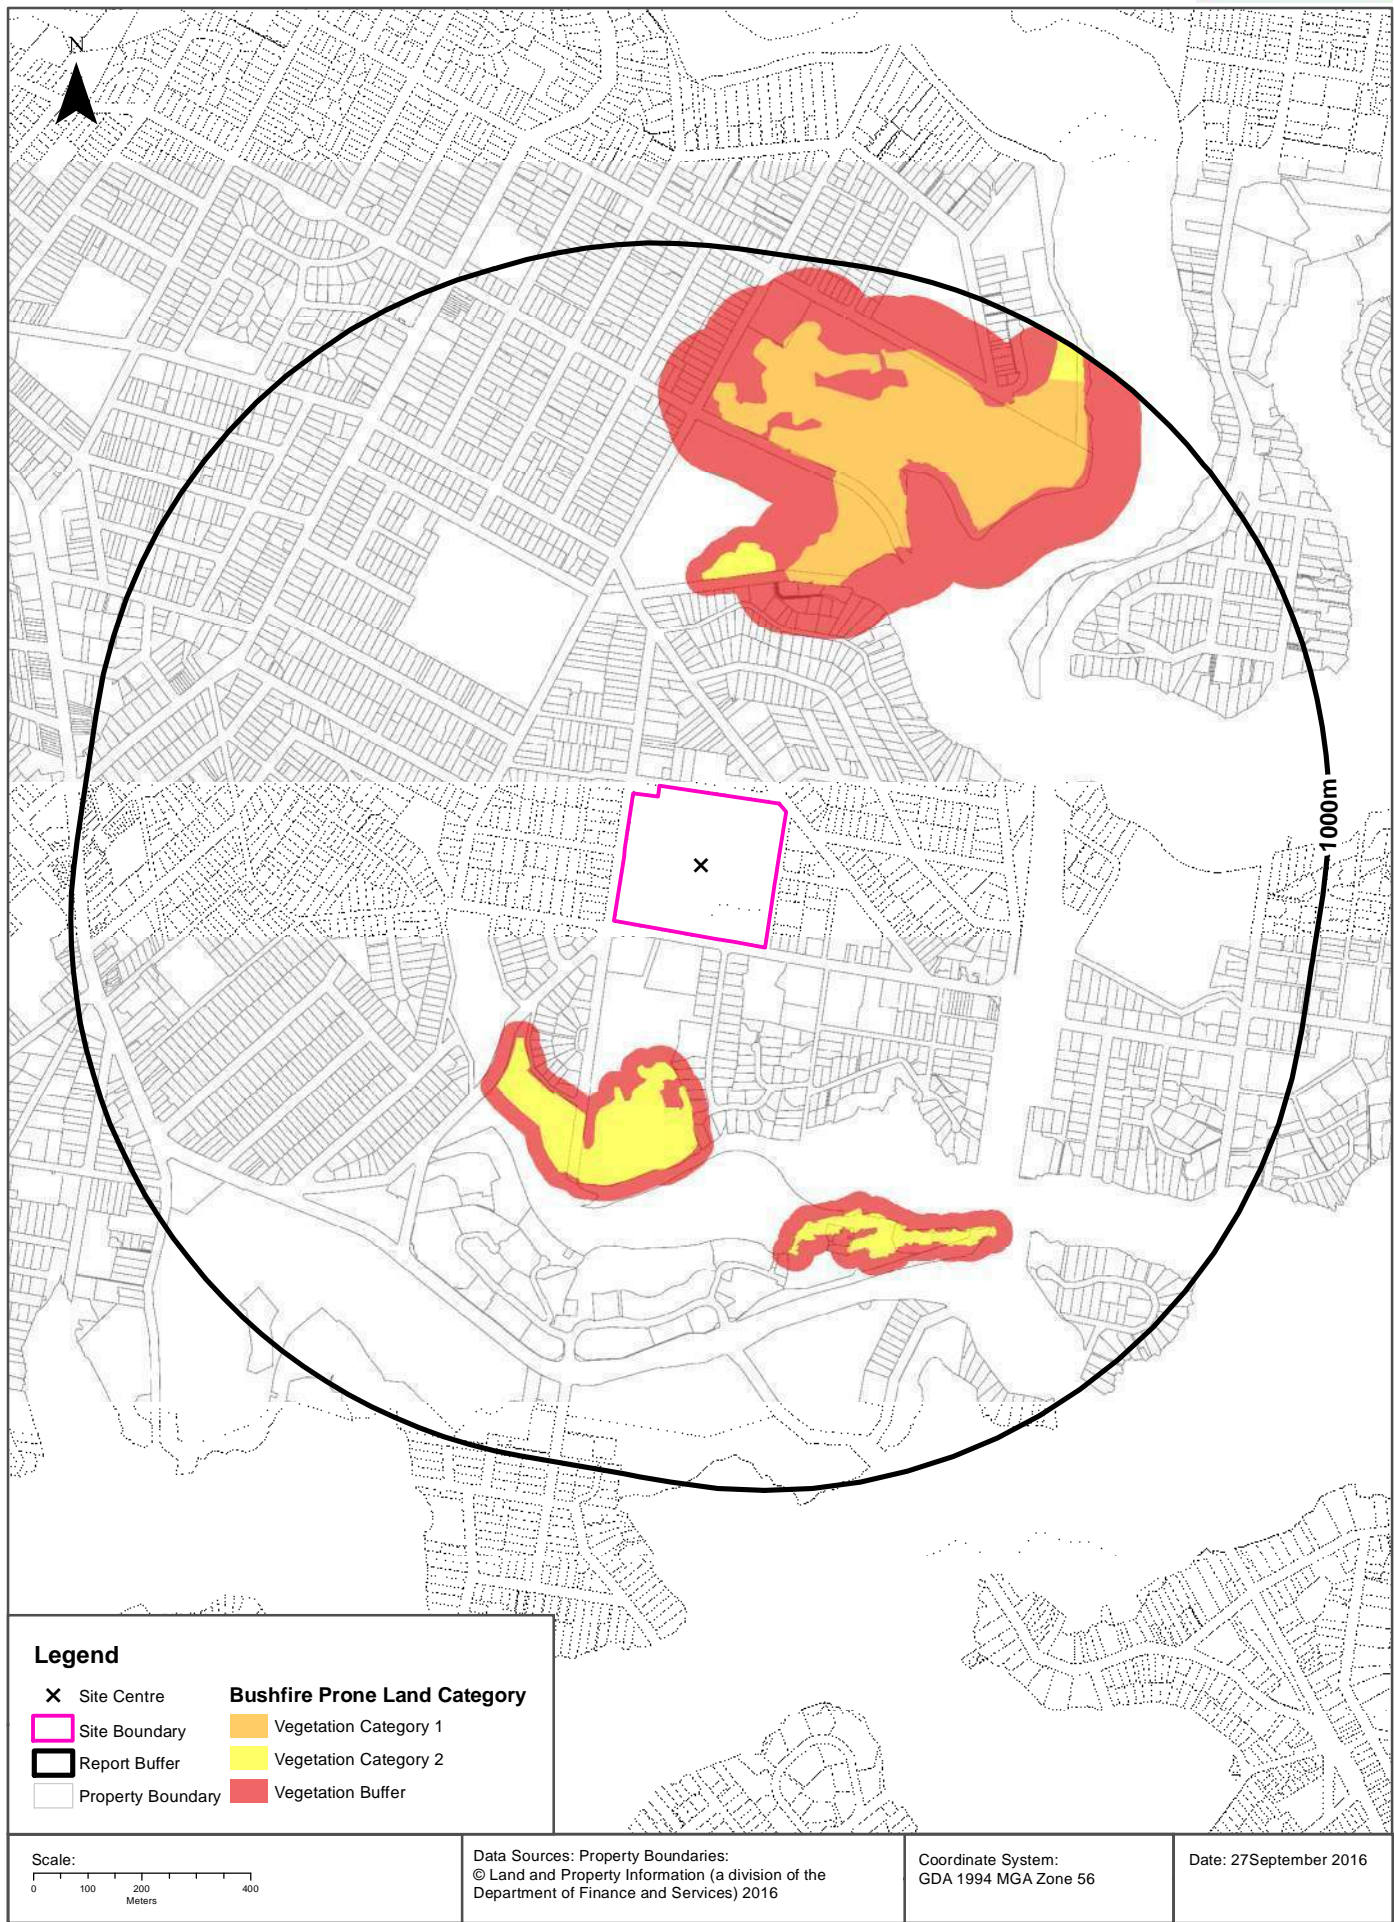 N
1000m
Legend
Site Centre
Site Boundary
Report Buffer
Property Boundary
Bushfire Prone Land Category
Vegetation Category 1
Vegetation Category 2
Vegetation Buffer
Scale:
0 100 200 400
Meters
Data Sources: Property Boundaries:
© Land and Property Information (a division of the
Department of Finance and Services) 2016
Coordinate System:
GDA 1994 MGA Zone 56
Date: 27September 2016